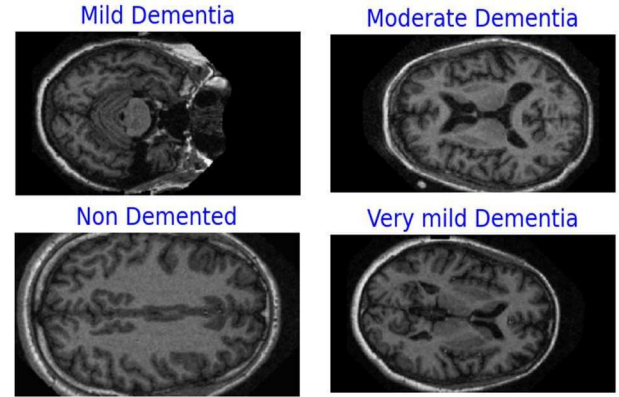 Mild Dementia
Moderate Dementia
Non Demented
Very mild Dementia